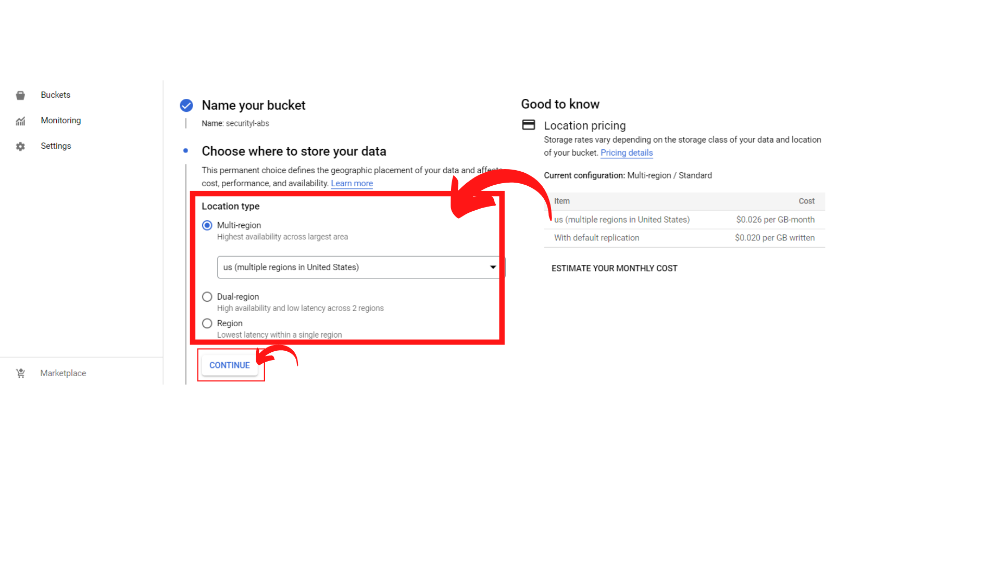 Buckets
Monitoring
Settings
Marketplace
Name your bucket
Name: securityl-abs
Choose where to store your data
This permanent choice defines the geographic placement of your data and affects
cost, performance, and availability. Learn more
Location type
Multi-region
Highest availability across largest area
us (multiple regions in United States)
Dual-region
High availability and low latency across 2 regions
Region
Lowest latency within a single region
CONTINUE
Good to know
Location pricing
Storage rates vary depending on the storage class of your data and location
of your bucket. Pricing details
Current configuration: Multi-region / Standard
Item Cost
us (multiple regions in United States) $0.026 per GB-month
With default replication $0.020 per GB written
ESTIMATE YOUR MONTHLY COST